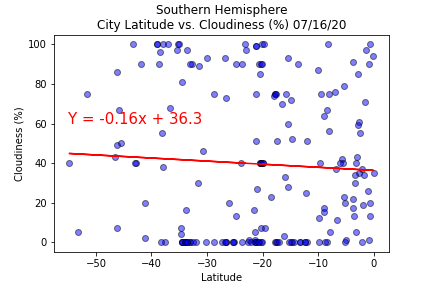 Southern Hemisphere
City Latitude vs. Cloudiness (%) 07/16/20
100
80
60
40
20
0
Cloudiness (%)
Y = -0.16x + 36.3
−50
−40
−30
−20
−10
0
Latitude